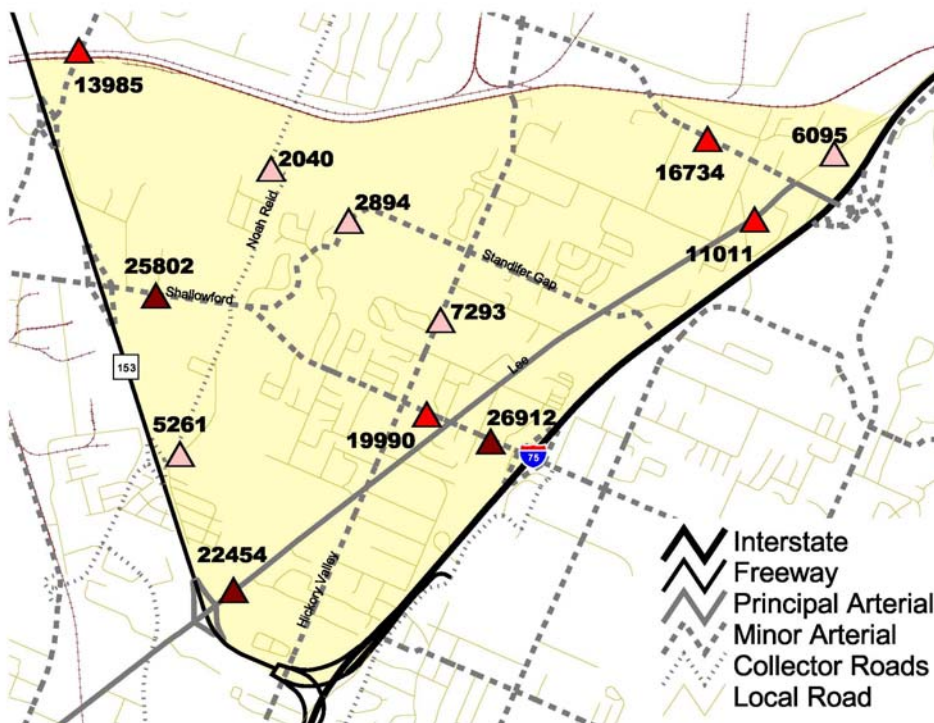 13985
2040
6095
16734
2894
Noah Reid
11011
25802
Standifer Gap
Shallowford
7293
Lee
153
5261
19990
26912
75
22454
Hickory Valley
Interstate
Freeway
Principal Arterial
Minor Arterial
Collector Roads
Local Road